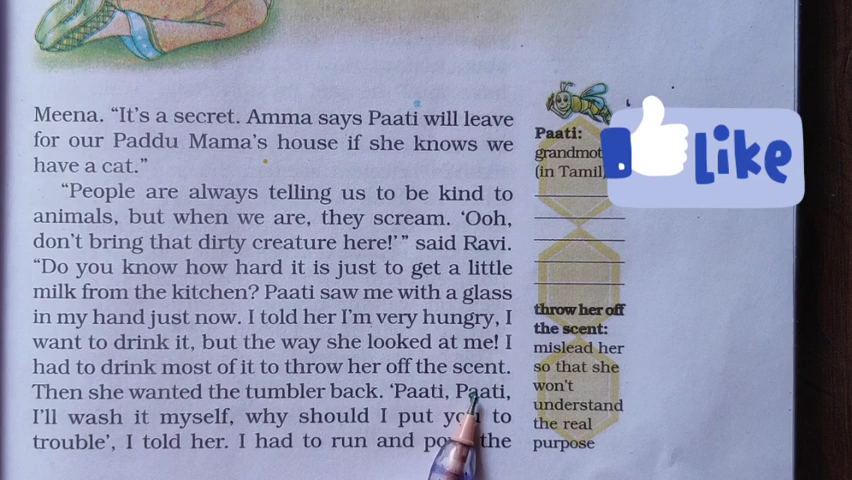 Meena. “It's a secret. Amma says Paati will leave
for our Paddu Mama's house if she knows we
have a cat.”
“People are always telling us to be kind to
animals, but when we are, they scream. ‘Ooh,
don't bring that dirty creature here!’” said Ravi.
“Do you know how hard it is just to get a little
milk from the kitchen? Paati saw me with a glass
in my hand just now. I told her I'm very hungry, I
want to drink it, but the way she looked at me! I
had to drink most of it to throw her off the scent.
Then she wanted the tumbler back. ‘Paati, Paati,
I'll wash it myself, why should I put you to
trouble’, I told her. I had to run and the
Paati:
(in Tamil)
throw her off
the scent:
mislead her
so that she
won't
understand
the real
purpose
Like